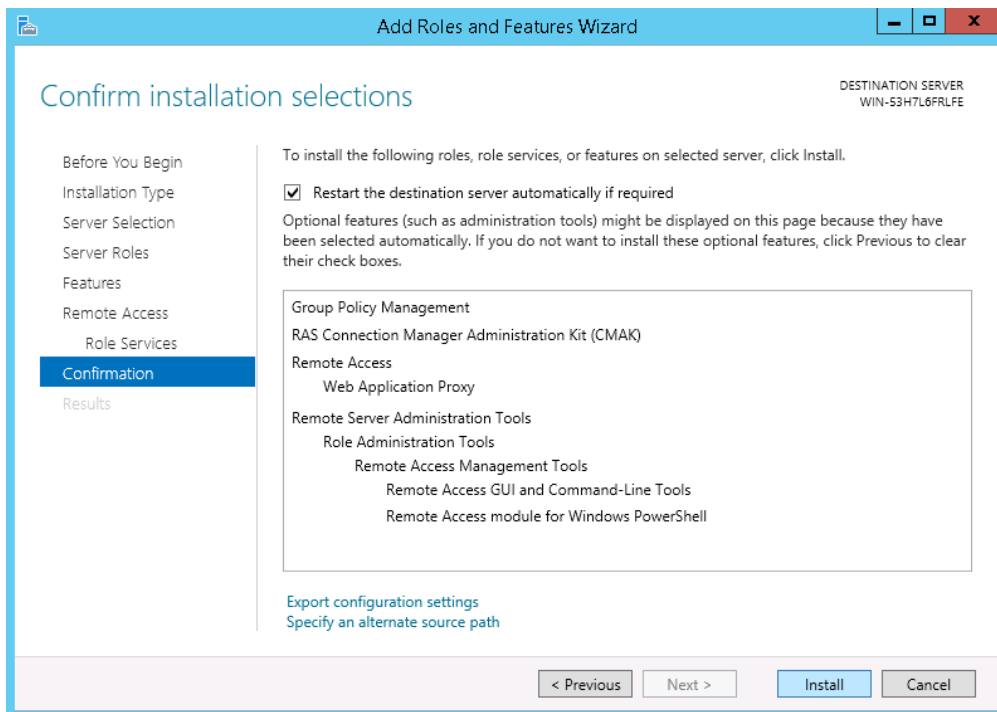 Add Roles and Features Wizard
Confirm installation selections
DESTINATION SERVER
WIN-53H7L6FRLFE
Before You Begin
Installation Type
Server Selection
Server Roles
Features
Remote Access
Role Services
Confirmation
Results
To install the following roles, role services, or features on selected server, click Install.
Restart the destination server automatically if required
Optional features (such as administration tools) might be displayed on this page because they have
been selected automatically. If you do not want to install these optional features, click Previous to clear
their check boxes.
Group Policy Management
RAS Connection Manager Administration Kit (CMAK)
Remote Access
Web Application Proxy
Remote Server Administration Tools
Role Administration Tools
Remote Access Management Tools
Remote Access GUI and Command-Line Tools
Remote Access module for Windows PowerShell
Export configuration settings
Specify an alternate source path
< Previous
Next >
Install
Cancel